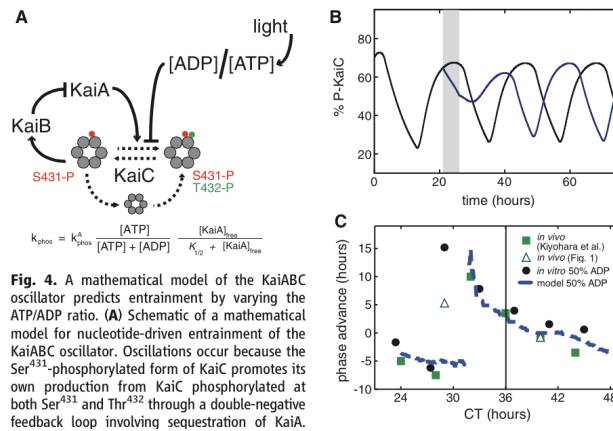 A
light
[ADP]/[ATP]
KaiA
KaiB
S431-P
KaiC
S431-P
T432-P
k_phos = k^A_phos [ATP] / [ATP] + [ADP] [KaiA]_free / K_1/2 + [KaiA]_free
Fig. 4. A mathematical model of the KaiABC
oscillator predicts entrainment by varying the
ATP/ADP ratio. (A) Schematic of a mathematical
model for nucleotide-driven entrainment of the
KaiABC oscillator. Oscillations occur because the
Ser⁴³¹-phosphorylated form of KaiC promotes its
own production from KaiC phosphorylated at
both Ser⁴³¹ and Thr⁴³² through a double-negative
feedback loop involving sequestration of KaiA.
B
% P-KaiC
80
60
40
20
0 20 40 60
time (hours)
C
phase advance (hours)
15
10
5
0
-5
-10
in vivo
(Kiyohara et al.)
in vivo (Fig. 1)
in vitro 50% ADP
model 50% ADP
24 30 36 42 48
CT (hours)